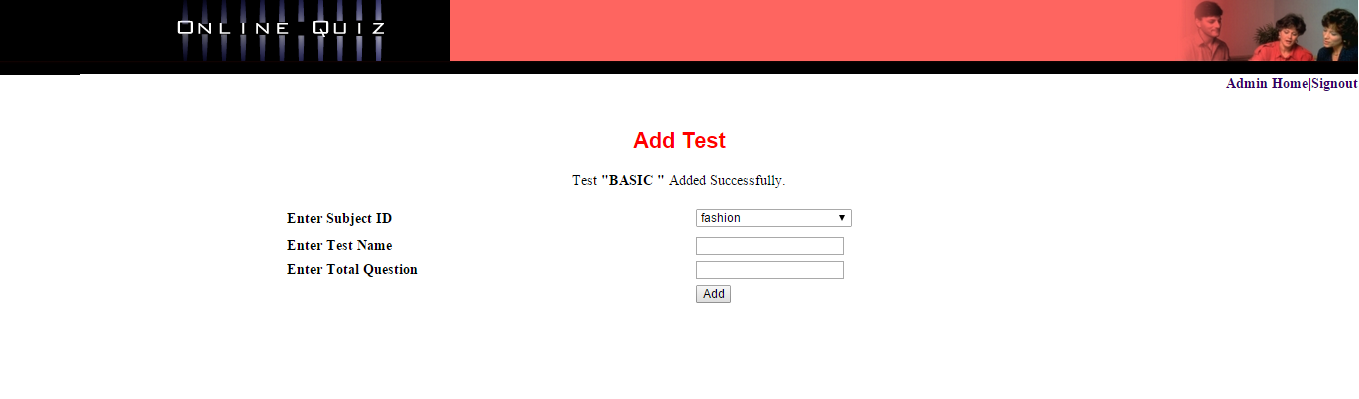 ONLINE QUIZ
Admin Home|Signout
Add Test
Test "BASIC " Added Successfully.
Enter Subject ID fashion
Enter Test Name
Enter Total Question
Add